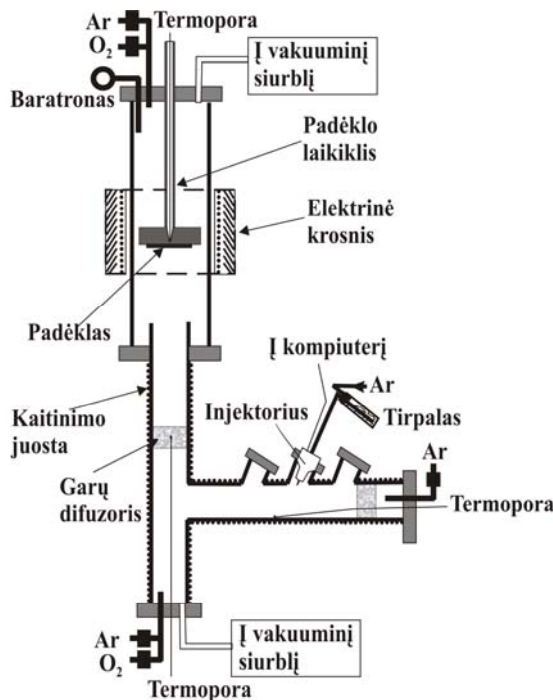 Termopora
Ar
O2
Į vakuuminį
siurblį
Baratronas
Padėklo
laikiklis
Elektrinė
krosnis
Padėklas
Į kompiuterį
Ar
Injektorius
Tirpalas
Kaitinimo
juosta
Ar
Garų
difuzoris
Termopora
Ar
O2
Į vakuuminį
siurblį
Termopora